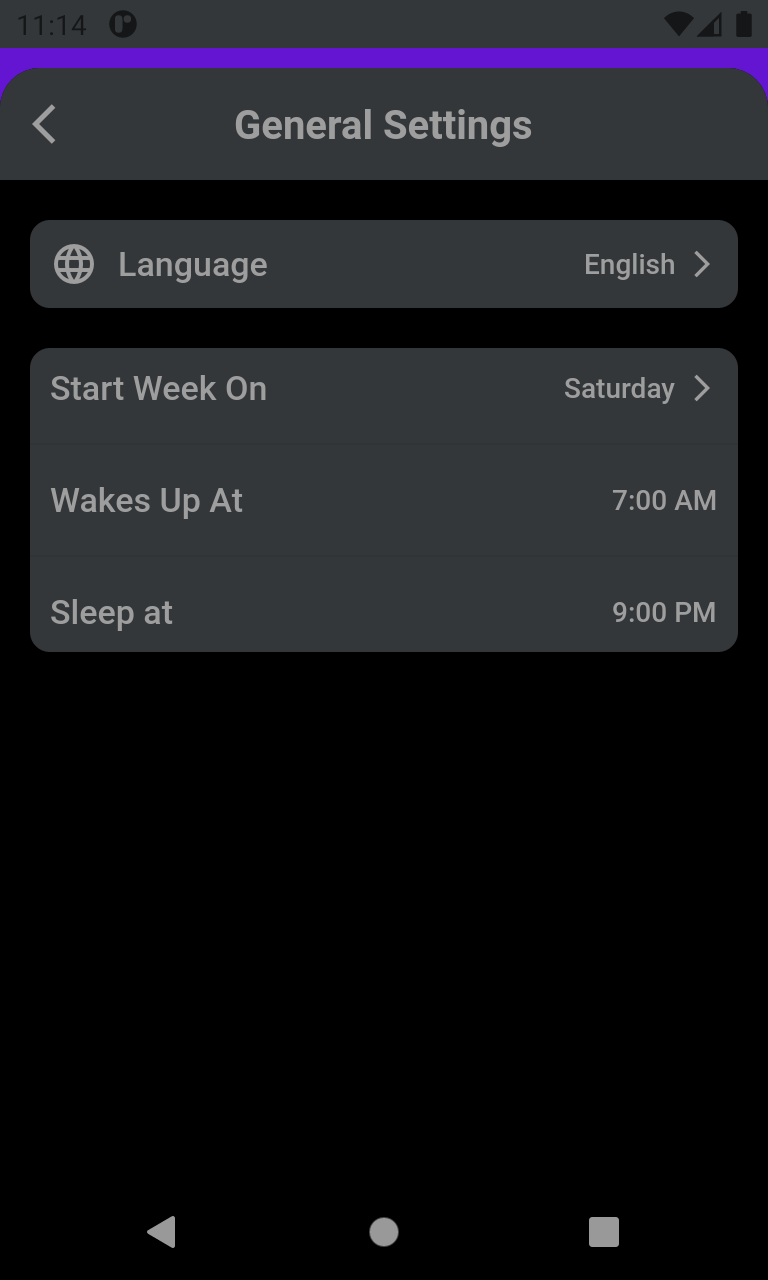 11:14
General Settings
Language English
Start Week On Saturday
Wakes Up At 7:00 AM
Sleep at 9:00 PM